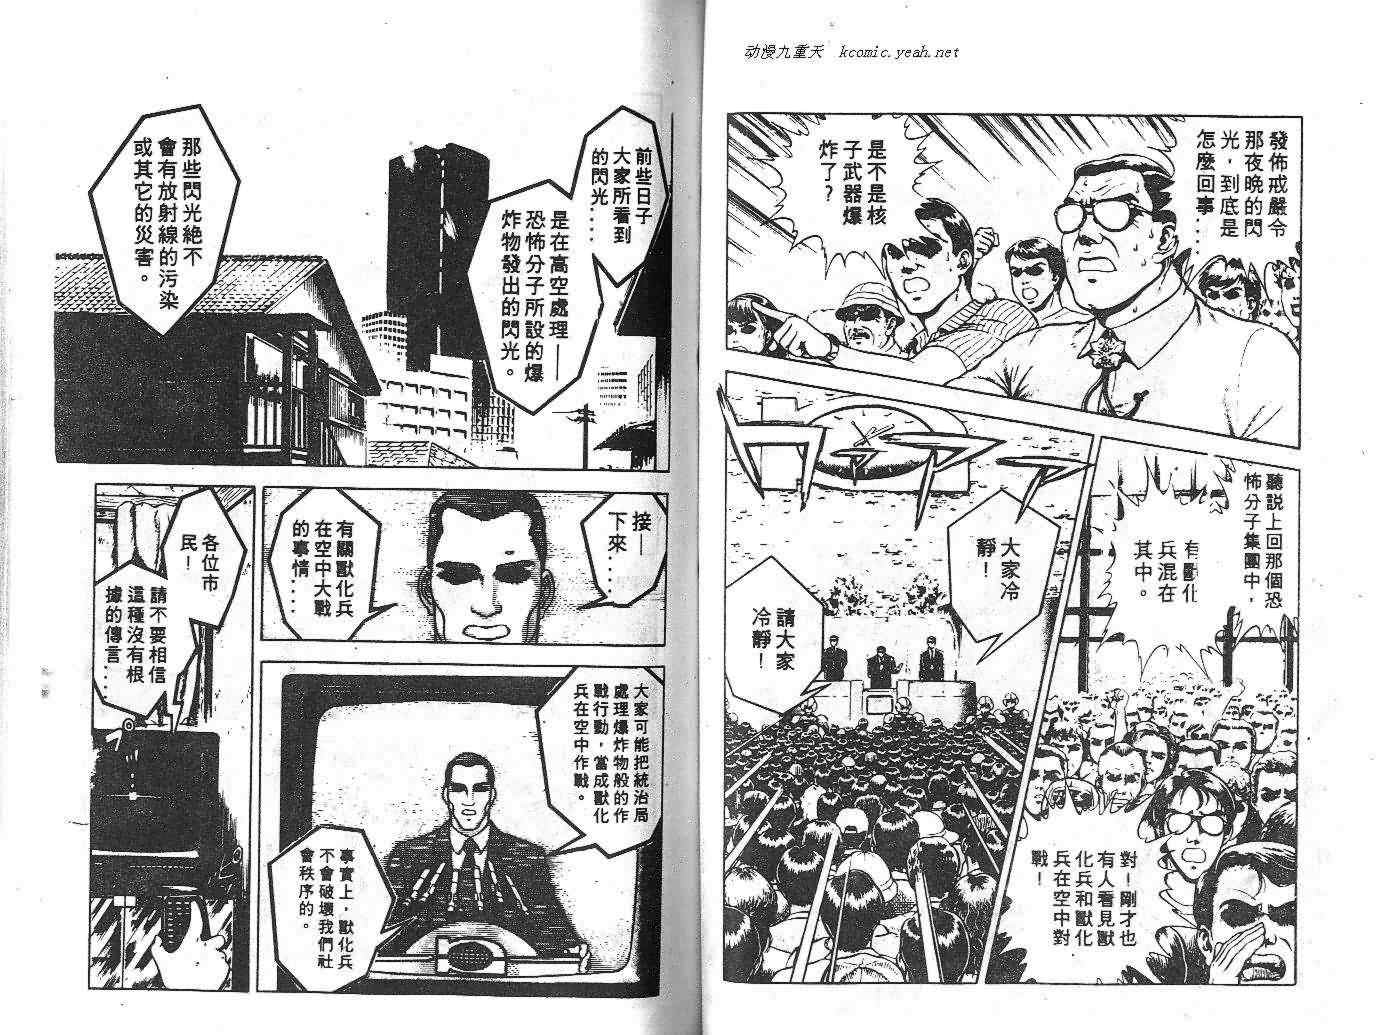 动漫九重天 kcomic.yeah.net
發佈戒嚴令
那夜晚的閃
光，到底是
怎麼回事....
是不是核
子武器爆
炸了？
聽説上回那個恐
怖分子集團中，
有獸化
兵混在
其中。
對！剛才也
有人看見獸
化兵和獸化
兵在空中對
戰！
大家冷
靜！
請大家
冷靜！
前些日子
大家所看到
的閃光....
是在高空處理——
恐怖分子所設的爆
炸物發出的閃光。
那些閃光絶不
會有放射線的污染
或其它的災害。
接—
下來....
有關獸化兵
在空中大戰
的事情....
各位市
民！
請不要相信
這種沒有根
據的傳言....
大家可能把統治局
處理爆炸物般的作
戰行動，當成獸化
兵在空中作戰。
事實上，獸化兵
不會破壞我們社
會秩序的。